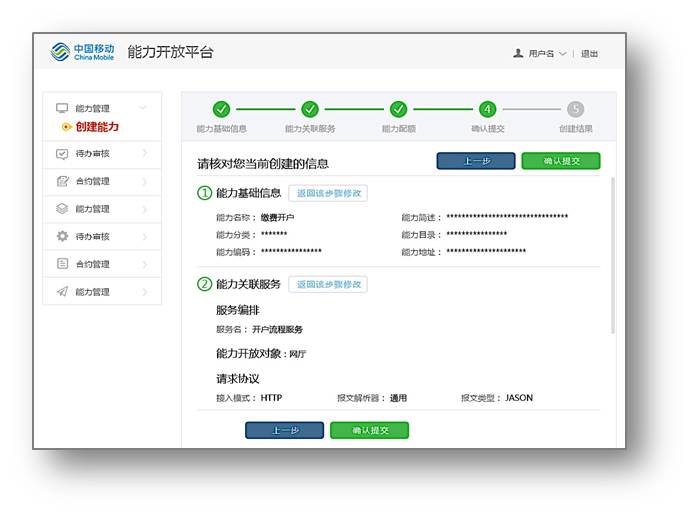 中国移动 China Mobile 能力开放平台 用户名 | 退出
能力管理
创建能力
待办审核
合约管理
能力管理
待办审核
合约管理
能力管理
4 5
能力基础信息 能力关联服务 能力配额 确认提交 创建结果
请核对您当前创建的信息 上一步 确认提交
1 能力基础信息 返回该步骤修改
能力名称： 缴费开户 能力简述： ********************************
能力分类： ******* 能力目录： ****************
能力编码： **************** 能力地址： *********************
2 能力关联服务 返回该步骤修改
服务编排
服务名： 开户流程服务
能力开放对象：网厅
请求协议
接入模式： HTTP 报文解析器： 通用 报文类型： JASON
上一步 确认提交